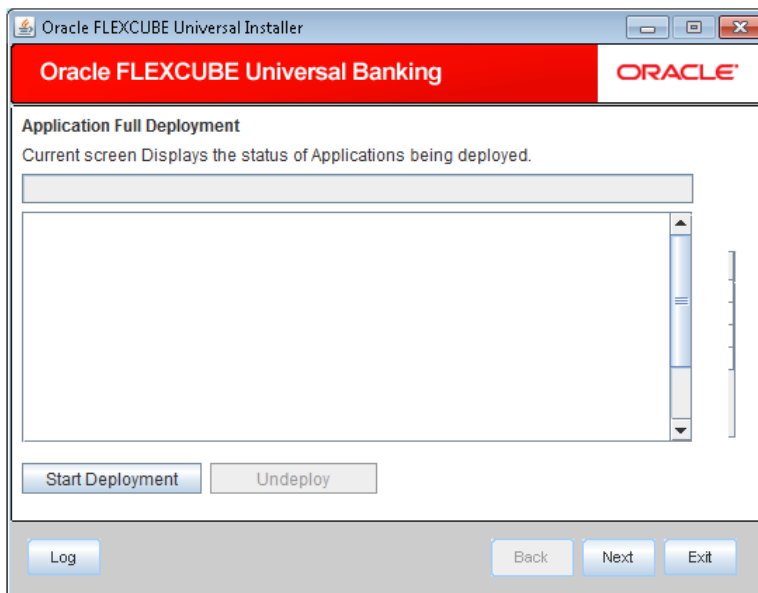 Oracle FLEXCUBE Universal Installer
Oracle FLEXCUBE Universal Banking
ORACLE
Application Full Deployment
Current screen Displays the status of Applications being deployed.
Start Deployment
Undeploy
Log
Back
Next
Exit